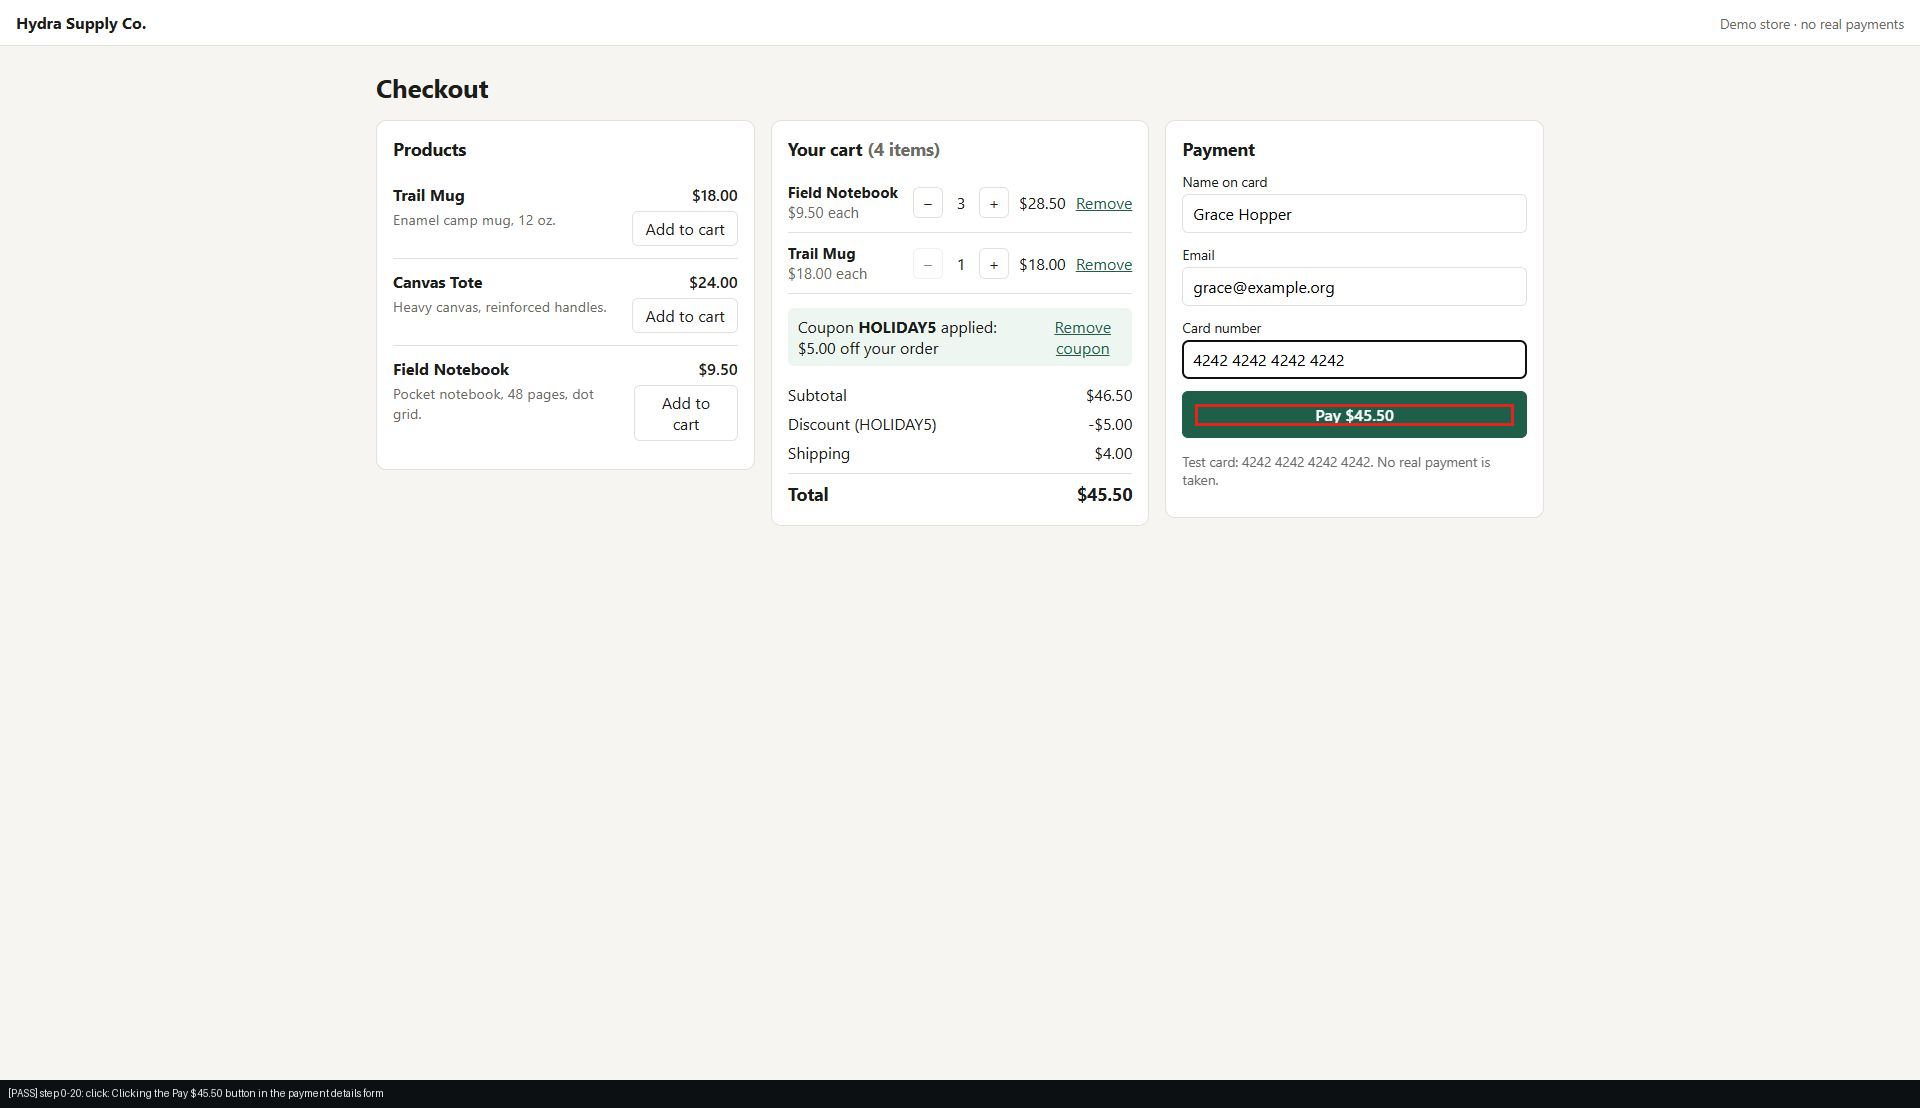 Hydra Supply Co.
Demo store · no real payments
Checkout
Products
Trail Mug
$18.00
Enamel camp mug, 12 oz.
Add to cart
Canvas Tote
$24.00
Heavy canvas, reinforced handles.
Add to cart
Field Notebook
$9.50
Pocket notebook, 48 pages, dot
grid.
Add to
cart
Your cart (4 items)
Field Notebook
$9.50 each
− 3 + $28.50 Remove
Trail Mug
$18.00 each
− 1 + $18.00 Remove
Coupon HOLIDAY5 applied:
$5.00 off your order
Remove
coupon
Subtotal $46.50
Discount (HOLIDAY5) -$5.00
Shipping $4.00
Total $45.50
Payment
Name on card
Grace Hopper
Email
grace@example.org
Card number
4242 4242 4242 4242
Pay $45.50
Test card: 4242 4242 4242 4242. No real payment is
taken.
[PASS] step 0-20: click: Clicking the Pay $45.50 button in the payment details form